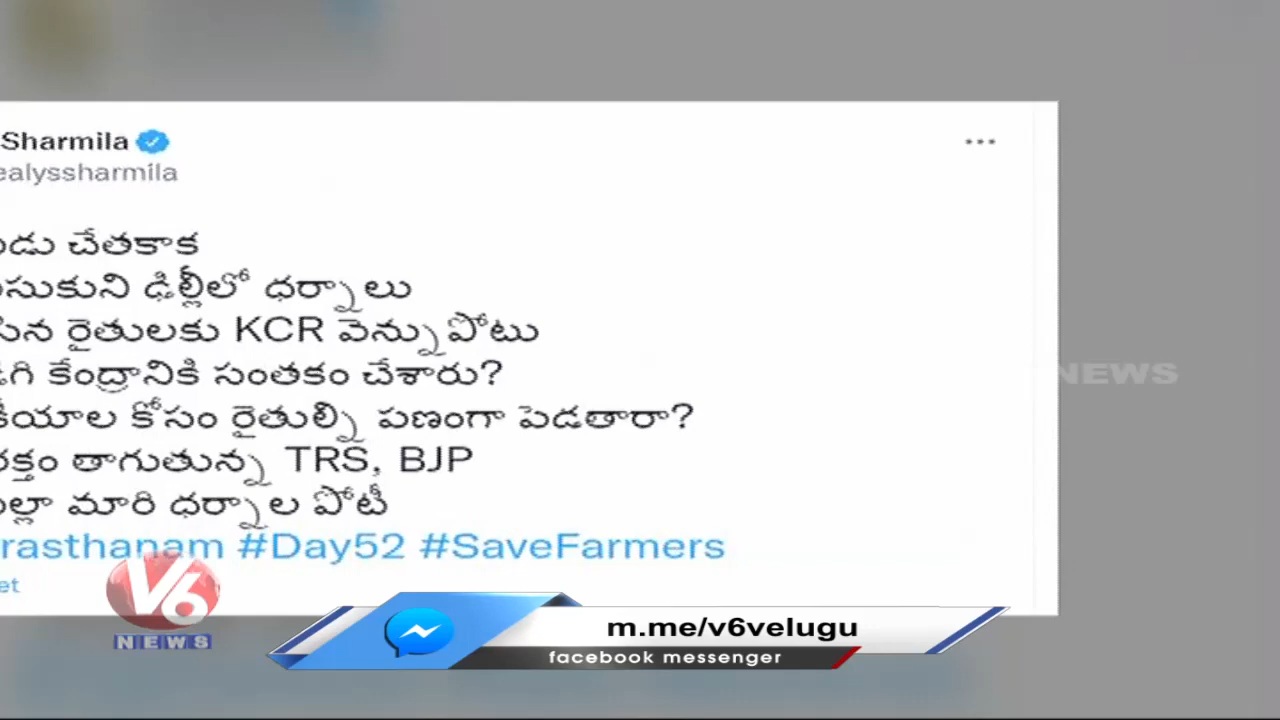 Sharmila
ealyssharmila
చేతకాక
ఢిల్లీలో ధర్నాలు
రైతులకు KCR వెన్నుపోటు
కేంద్రానికి సంతకం చేశారు?
కోసం రైతుల్ని పణంగా పెడతారా?
తాగుతున్న TRS, BJP
మారి ధర్నాల పోటీ
rasthanam #Day52 #SaveFarmers
et
NEWS
V6
NEWS
m.me/v6velugu
facebook messenger